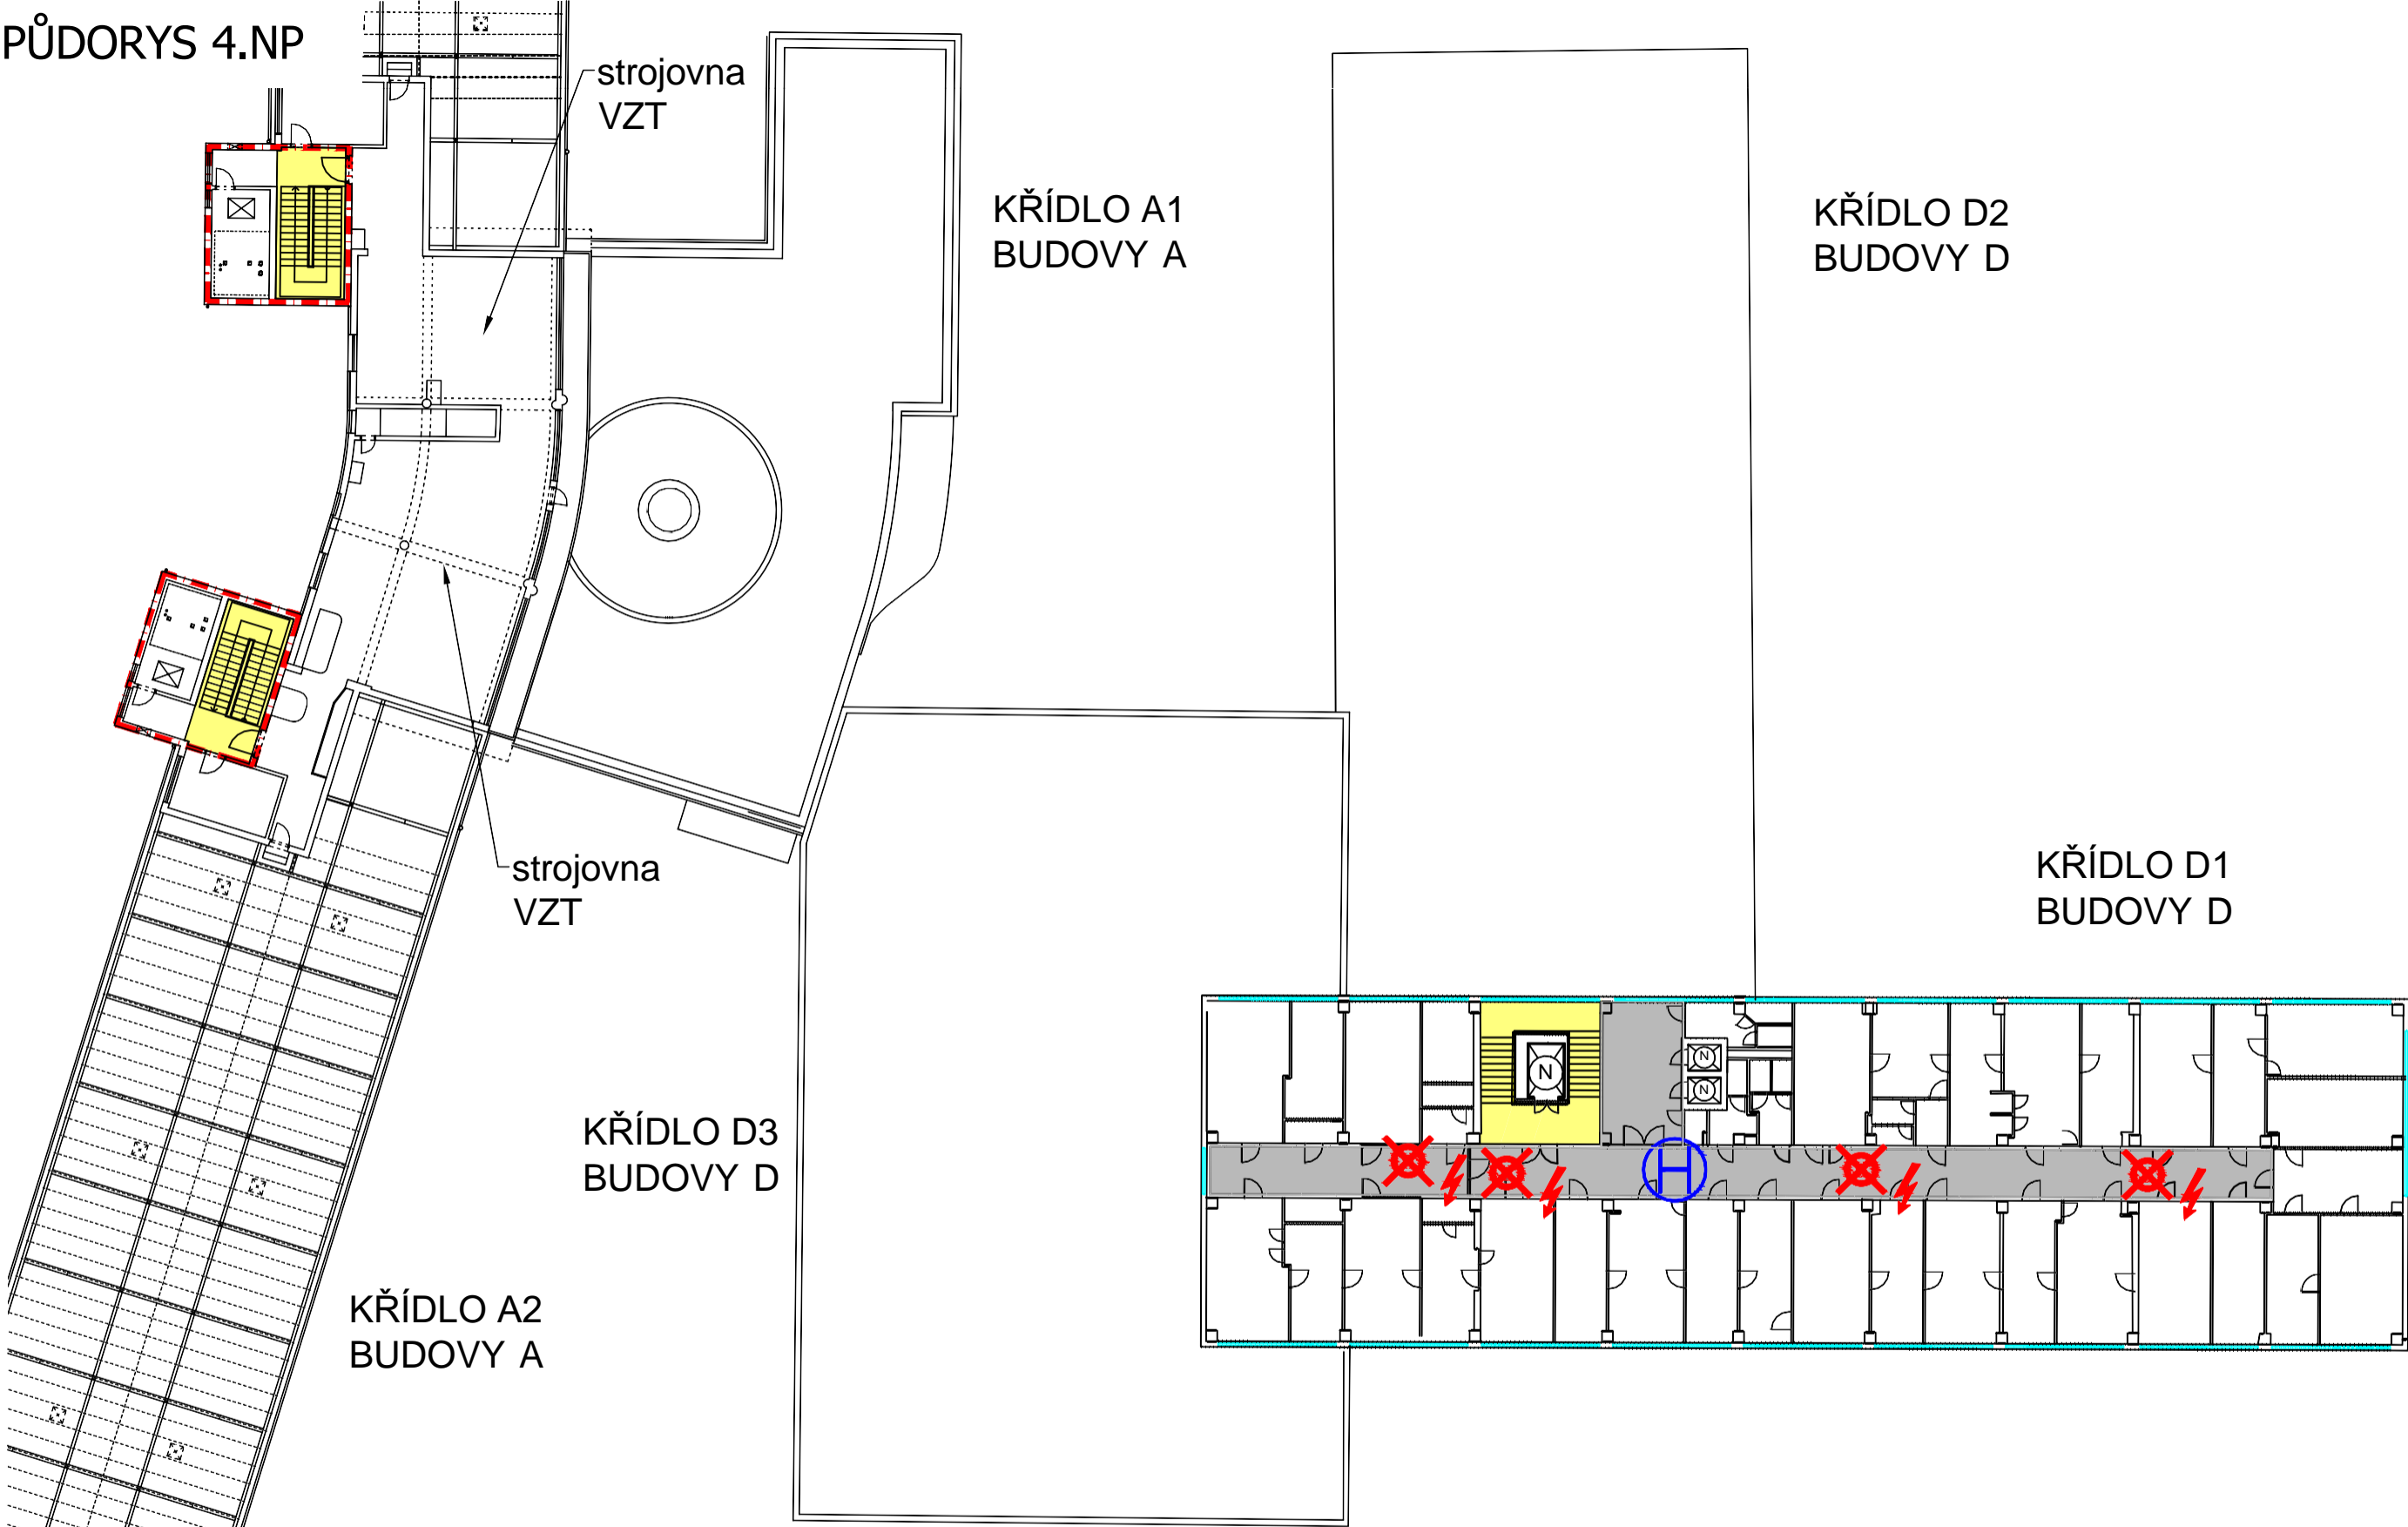 PŮDORYS 4.NP
strojovna
VZT
KŘÍDLO A1
BUDOVY A
KŘÍDLO D2
BUDOVY D
KŘÍDLO D1
BUDOVY D
strojovna
VZT
N
N
N
KŘÍDLO D3
BUDOVY D
H
KŘÍDLO A2
BUDOVY A